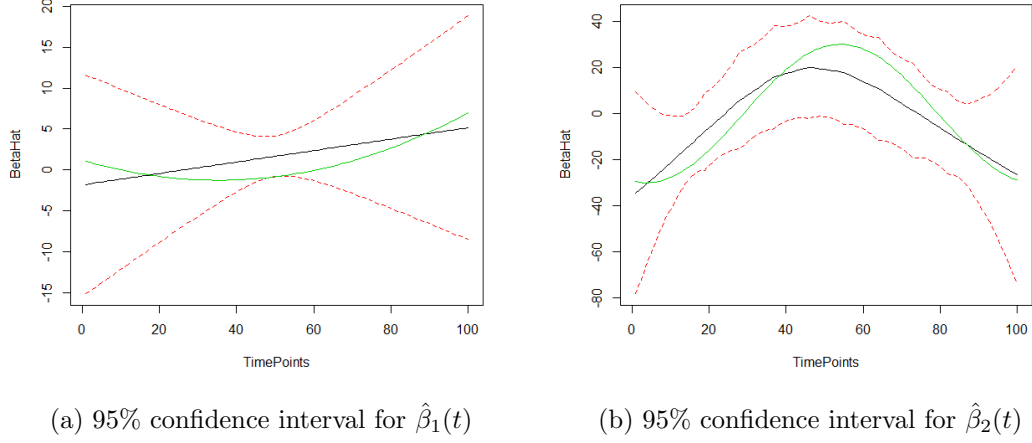 BetaHat
20
15
10
5
0
-5
-10
-15
0 20 40 60 80 100
TimePoints
(a) 95% confidence interval for β̂₁(t)
BetaHat
40
20
0
-20
-40
-60
-80
0 20 40 60 80 100
TimePoints
(b) 95% confidence interval for β̂₂(t)